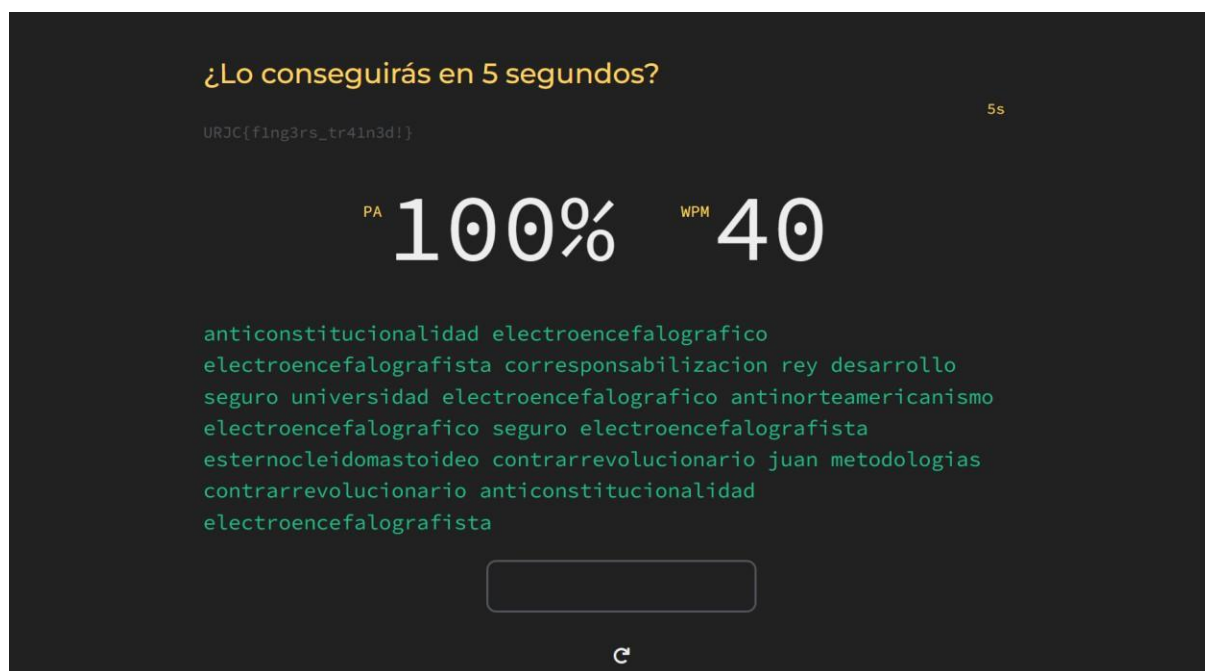 ¿Lo conseguirás en 5 segundos?
5s
URJC{f1ng3rs_tr41n3d!}
PA 100% WPM 40
anticonstitucionalidad electroencefalografico
electroencefalografista corresponsabilizacion rey desarrollo
seguro universidad electroencefalografico antinorteamericanismo
electroencefalografico seguro electroencefalografista
esternocleidomastoideo contrarrevolucionario juan metodologias
contrarrevolucionario anticonstitucionalidad
electroencefalografista